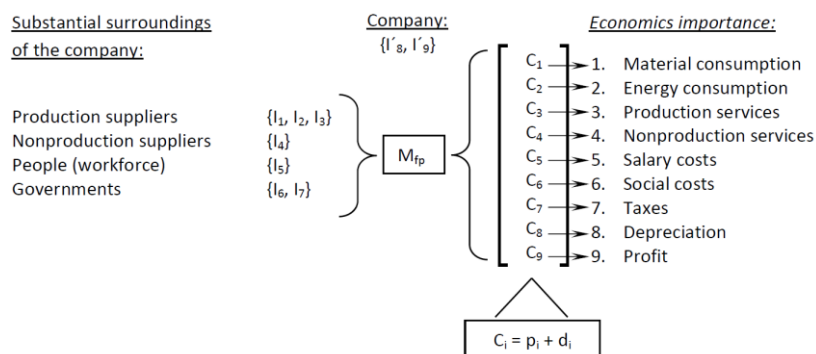 Substantial surroundings of the company:
Company:
{I´8, I´9}
Economics importance:
Production suppliers {I1, I2, I3}
Nonproduction suppliers {I4}
People (workforce) {I5}
Governments {I6, I7}
Mfp
C1 1. Material consumption
C2 2. Energy consumption
C3 3. Production services
C4 4. Nonproduction services
C5 5. Salary costs
C6 6. Social costs
C7 7. Taxes
C8 8. Depreciation
C9 9. Profit
Ci = pi + di